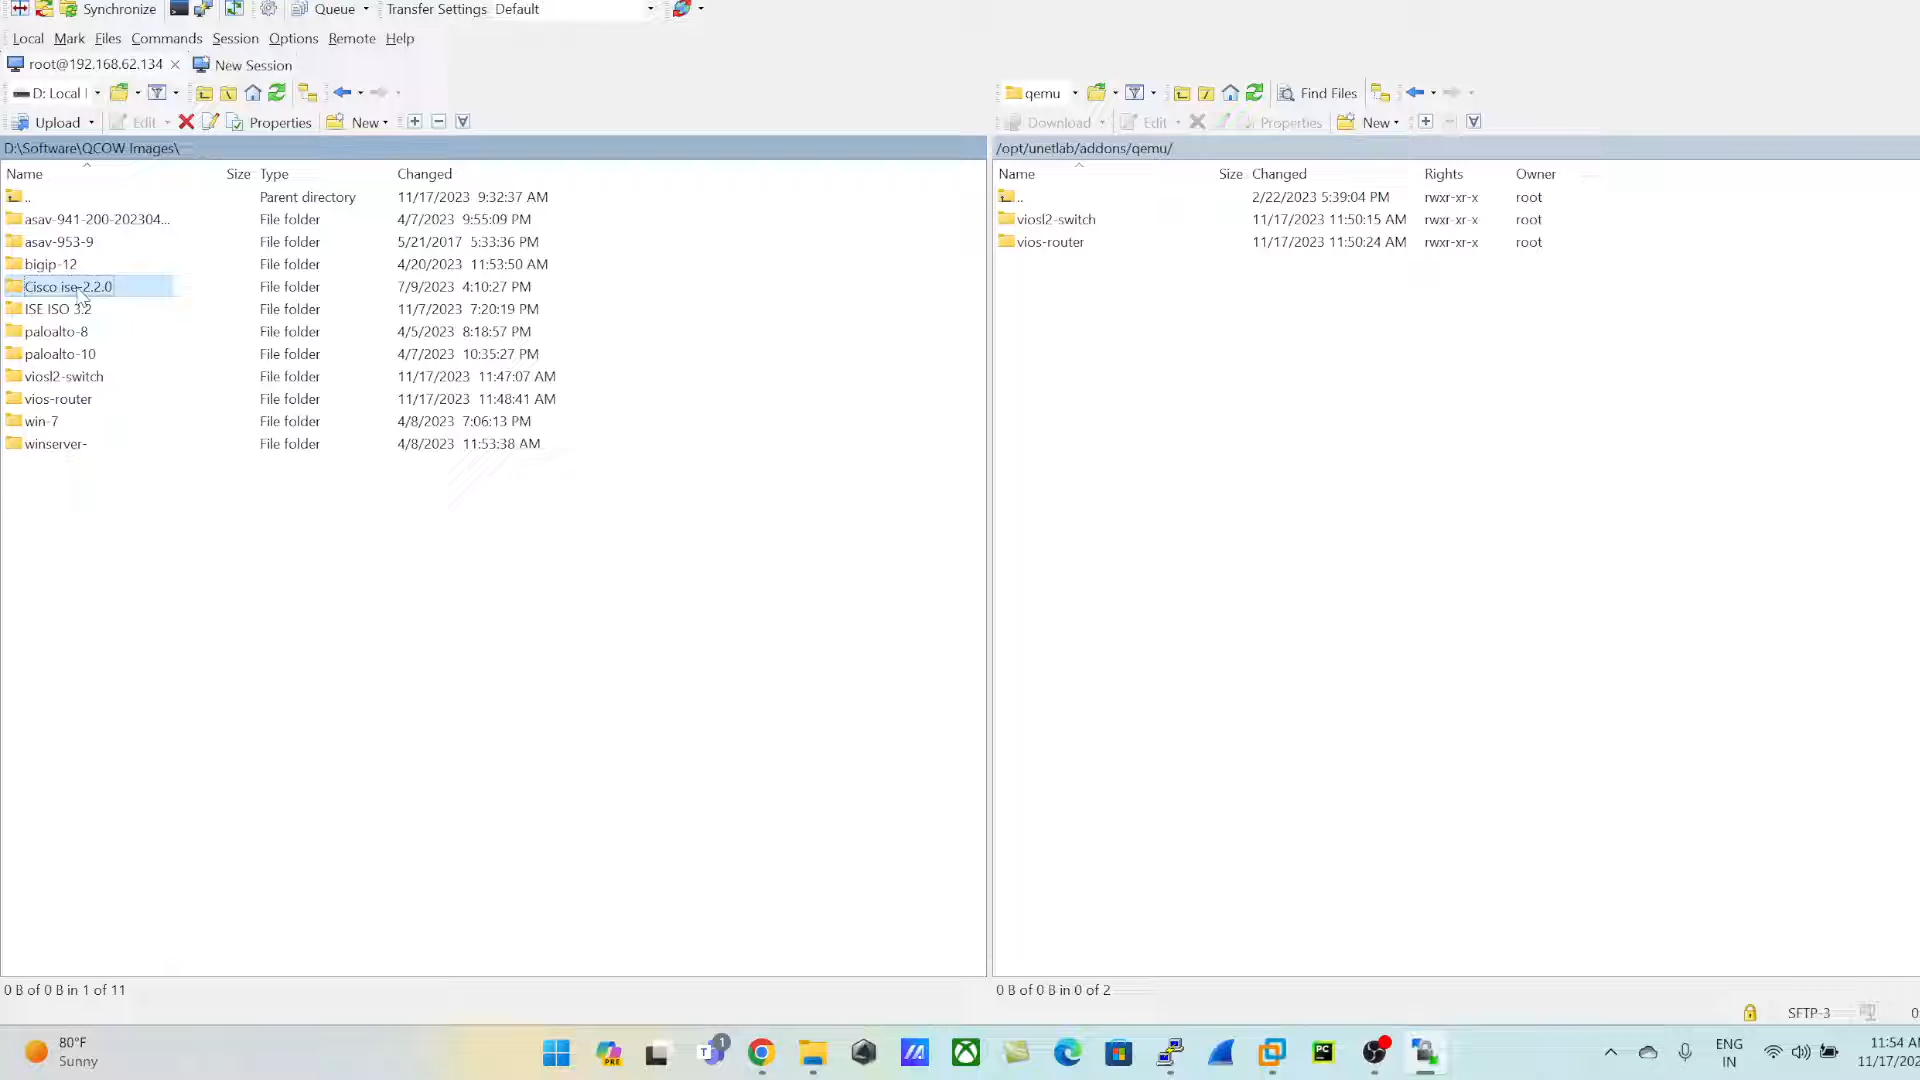 Synchronize Queue Transfer Settings Default
Local Mark Files Commands Session Options Remote Help
root@192.168.62.134 New Session
D: Local qemu Find Files
Upload Edit Properties New Download Edit Properties New
D:\Software\QCOW Images\ /opt/unetlab/addons/qemu/
Name Size Type Changed Name Size Changed Rights Owner
.. Parent directory 11/17/2023 9:32:37 AM .. 2/22/2023 5:39:04 PM rwxr-xr-x root
asav-941-200-202304... File folder 4/7/2023 9:55:09 PM viosl2-switch 11/17/2023 11:50:15 AM rwxr-xr-x root
asav-953-9 File folder 5/21/2017 5:33:36 PM vios-router 11/17/2023 11:50:24 AM rwxr-xr-x root
bigip-12 File folder 4/20/2023 11:53:50 AM
Cisco ise-2.2.0 File folder 7/9/2023 4:10:27 PM
ISE ISO 3.2 File folder 11/7/2023 7:20:19 PM
paloalto-8 File folder 4/5/2023 8:18:57 PM
paloalto-10 File folder 4/7/2023 10:35:27 PM
viosl2-switch File folder 11/17/2023 11:47:07 AM
vios-router File folder 11/17/2023 11:48:41 AM
win-7 File folder 4/8/2023 7:06:13 PM
winserver- File folder 4/8/2023 11:53:38 AM
0 B of 0 B in 1 of 11 0 B of 0 B in 0 of 2
SFTP-3 0:
80°F ENG 11:54 AM
Sunny IN 11/17/202
PRE 1 PC